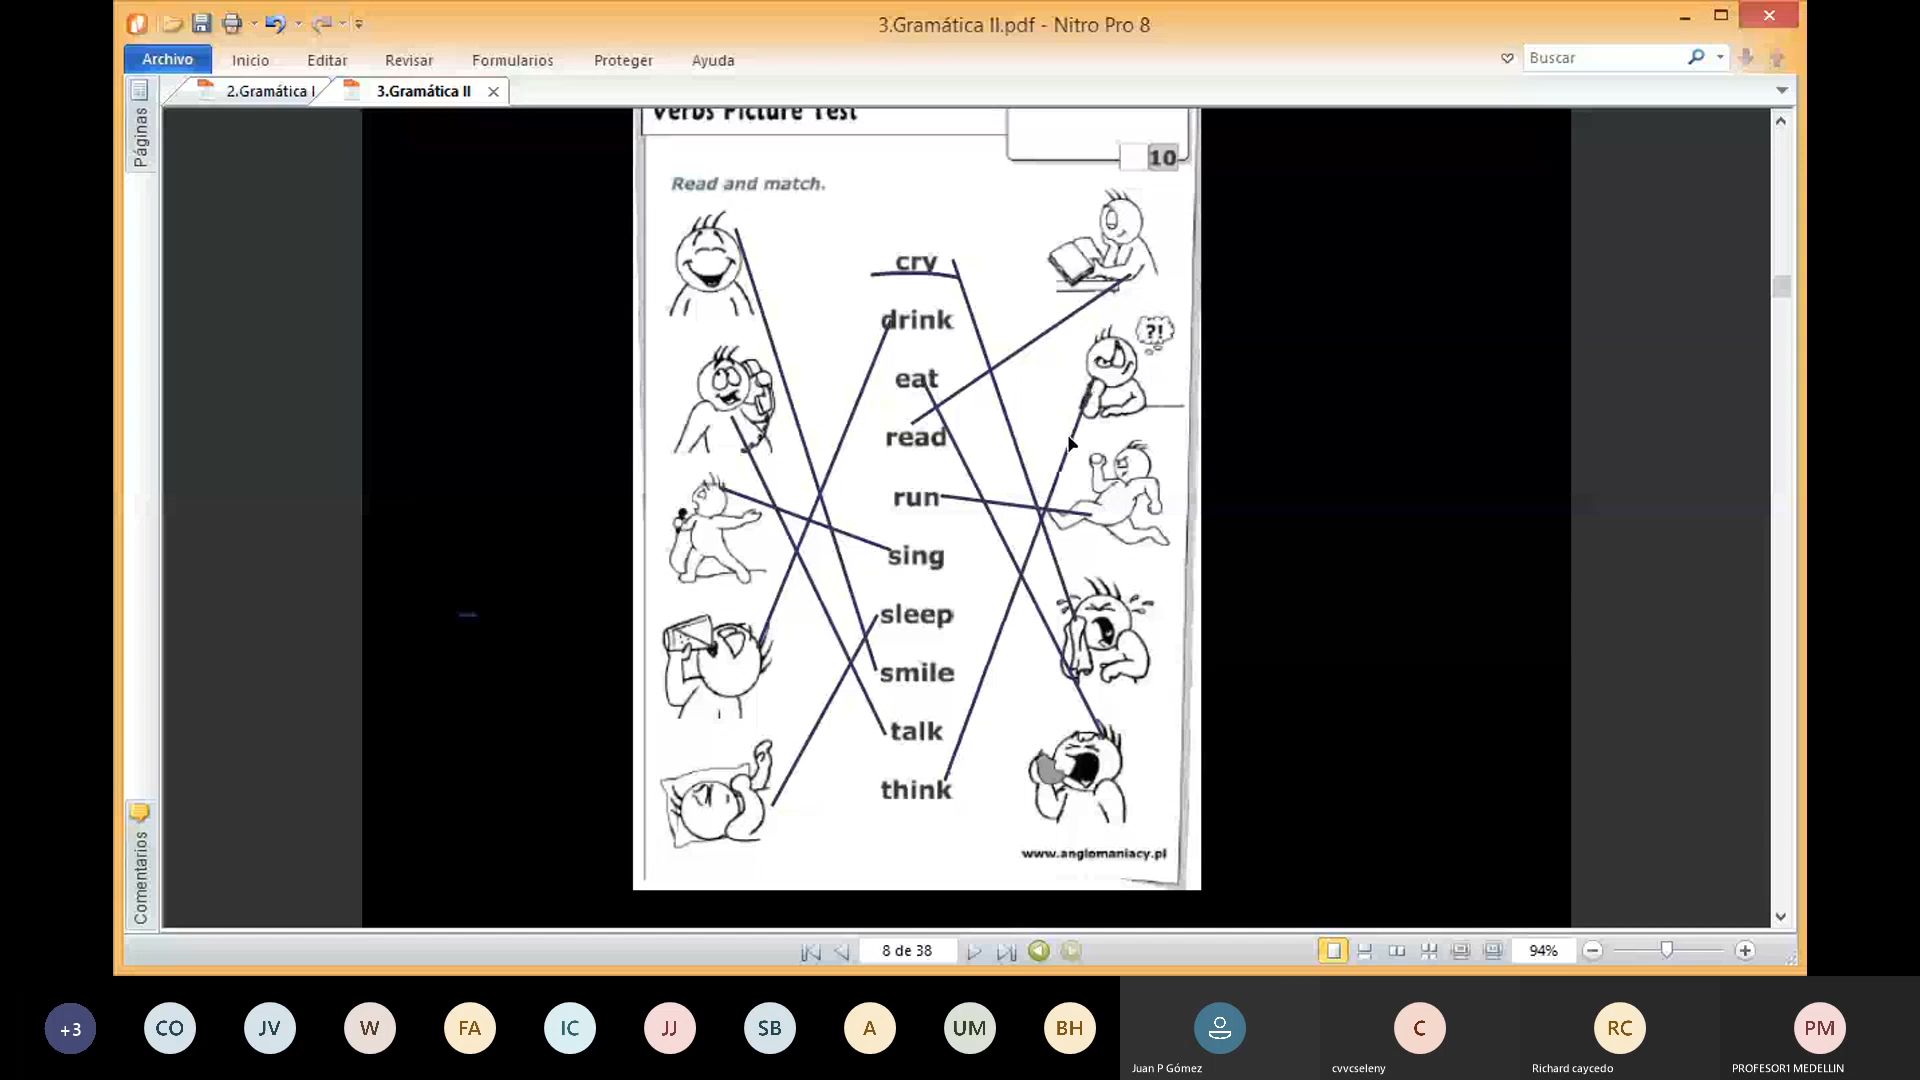 3.Gramática II.pdf - Nitro Pro 8
Archivo Inicio Editar Revisar Formularios Proteger Ayuda
Buscar
2.Gramática I 3.Gramática II
Páginas
Verbs Picture Test
10
Read and match.
?!
cry
drink
eat
read
run
sing
sleep
smile
talk
think
www.anglomaniacy.pl
Comentarios
8 de 38
94%
+3 CO JV W FA IC JJ SB A UM BH C RC PM
Juan P Gómez cvvcseleny Richard caycedo PROFESOR1 MEDELLIN